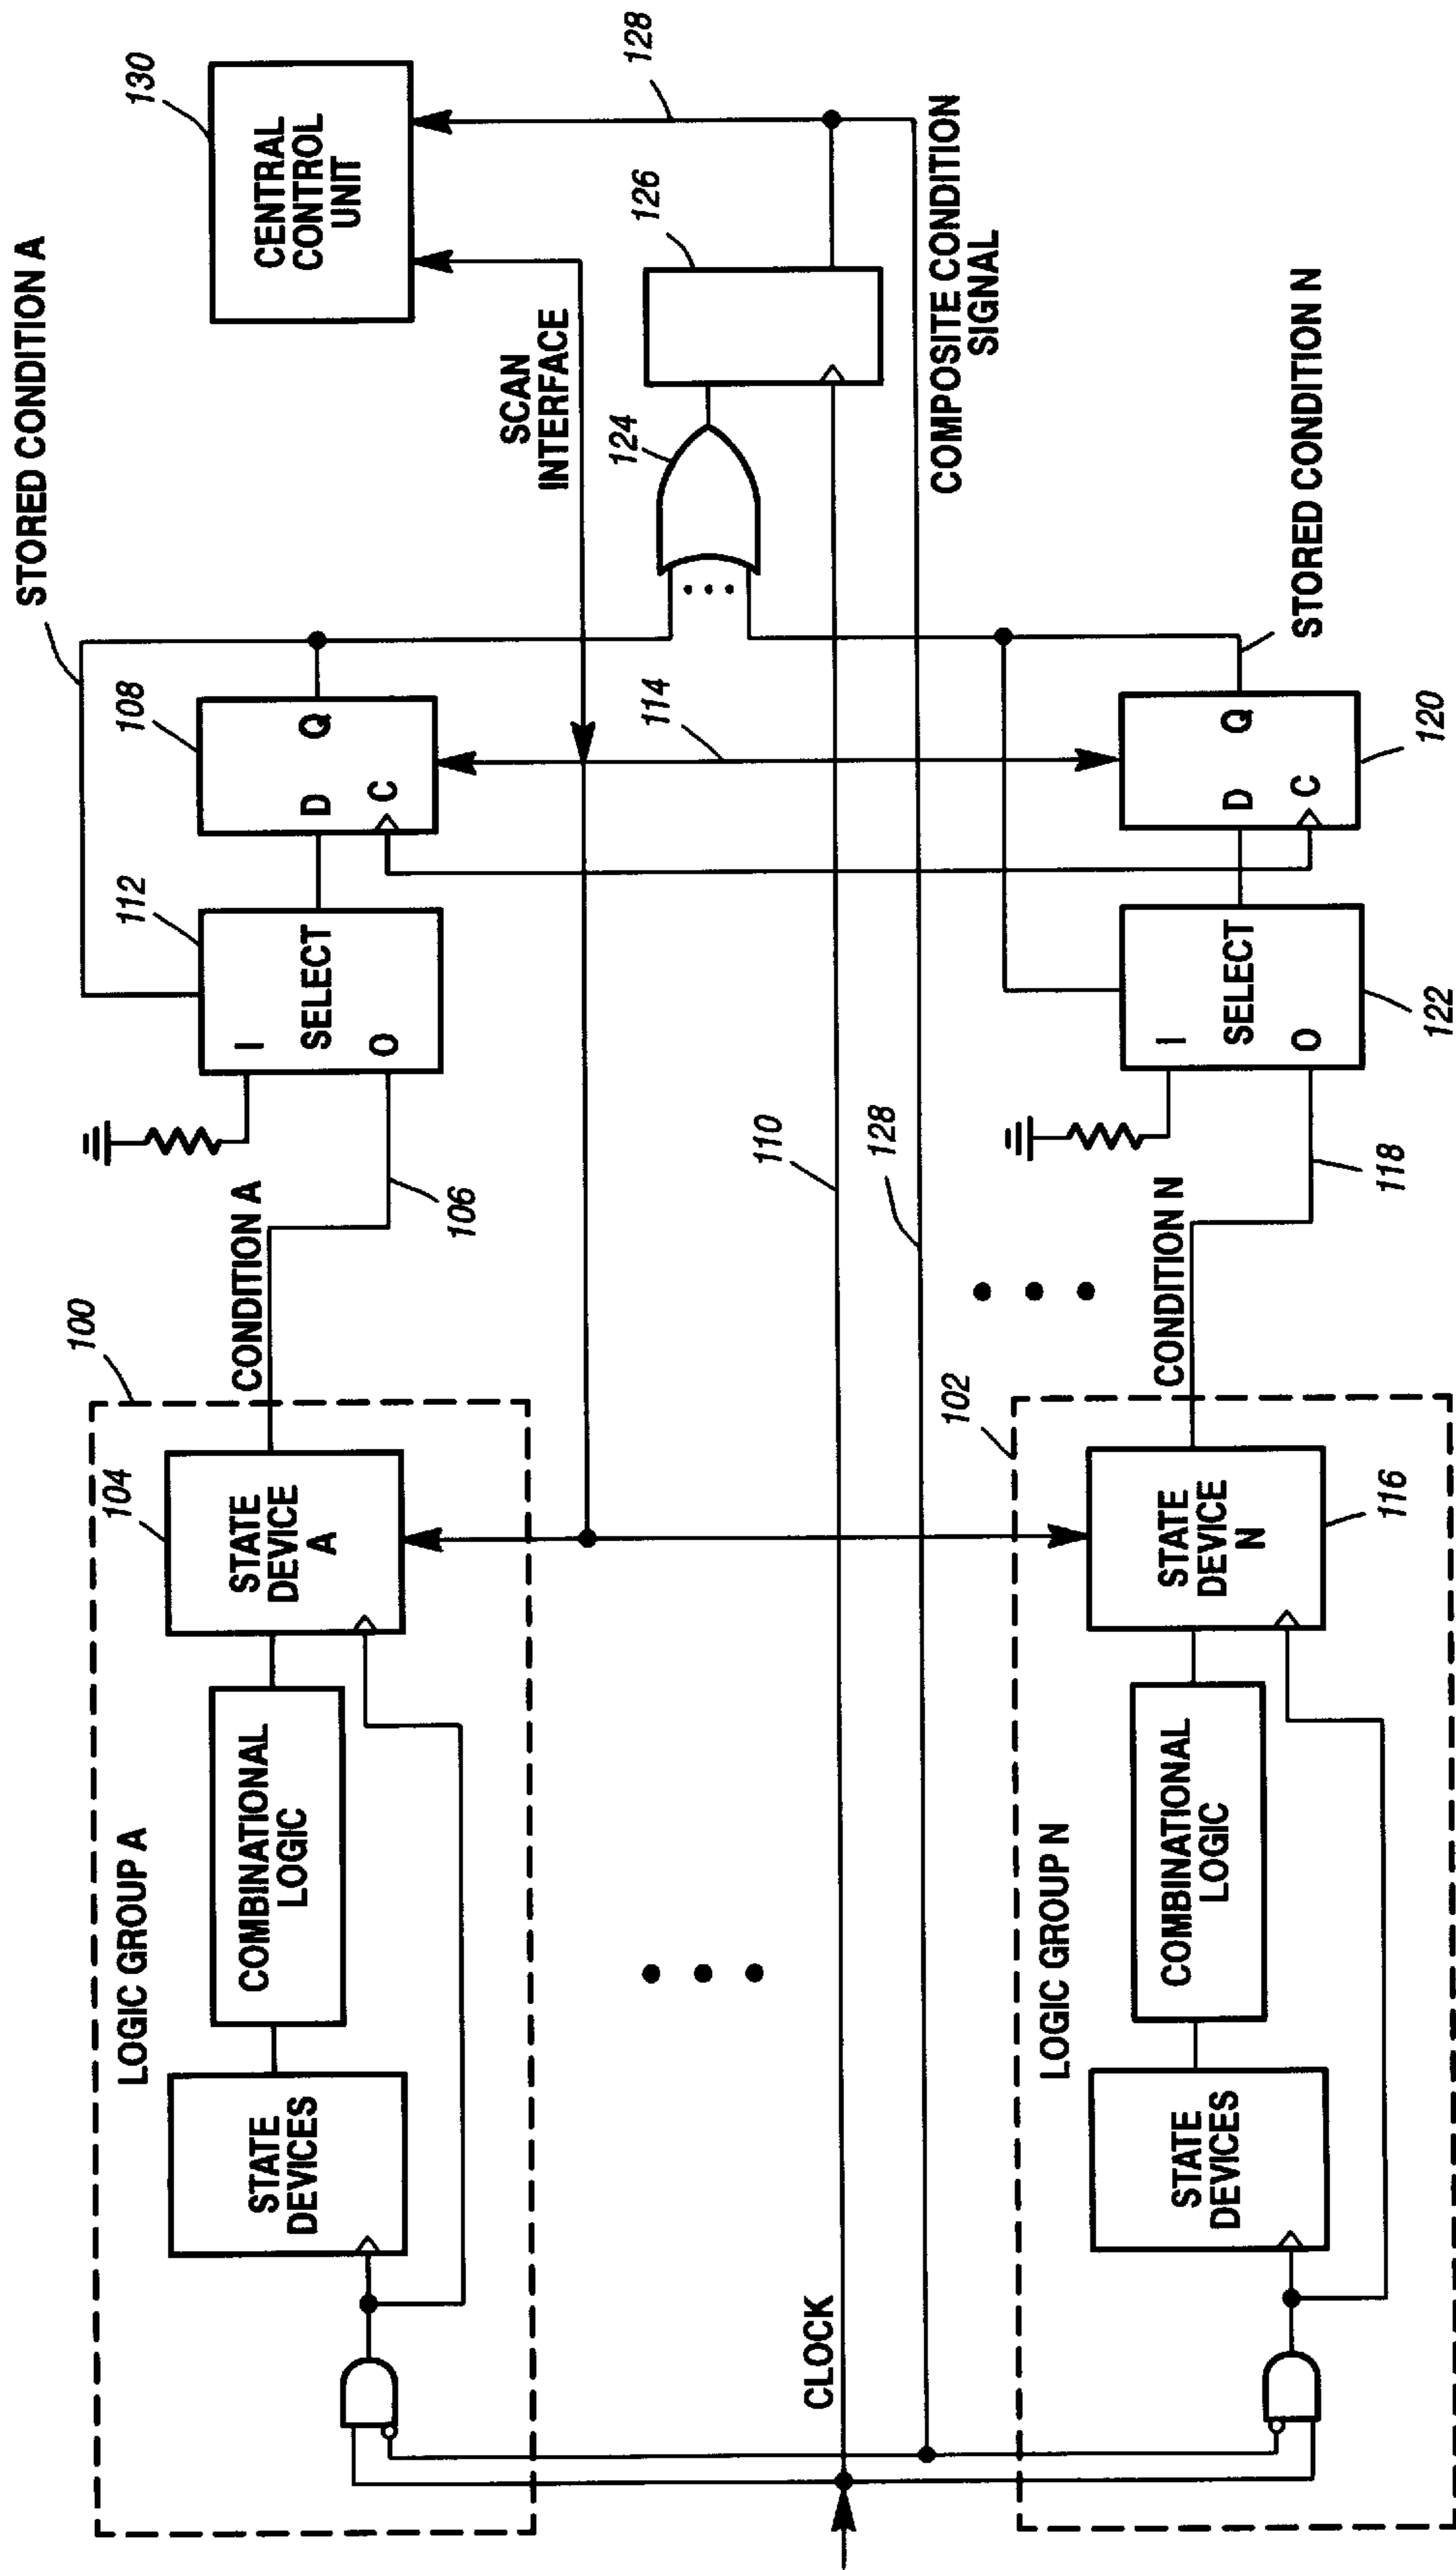 STORED CONDITION A
130
CENTRAL
CONTROL
UNIT
128
108
D
Q
C
112
I
SELECT
O
SCAN
INTERFACE
124
126
COMPOSITE CONDITION
SIGNAL
114
STORED CONDITION N
120
D
Q
C
122
I
SELECT
O
110
128
CONDITION A
106
CONDITION N
118
100
LOGIC GROUP A
104
STATE
DEVICE
A
COMBINATIONAL
LOGIC
STATE
DEVICES
CLOCK
102
LOGIC GROUP N
116
STATE
DEVICE
N
COMBINATIONAL
LOGIC
STATE
DEVICES